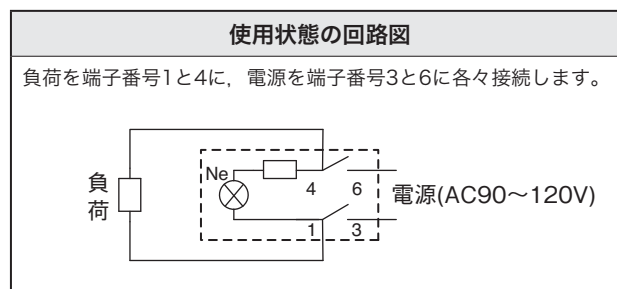 使用状態の回路図
負荷を端子番号1と4に，電源を端子番号3と6に各々接続します。
負荷
Ne
4 6
電源(AC90～120V)
1 3